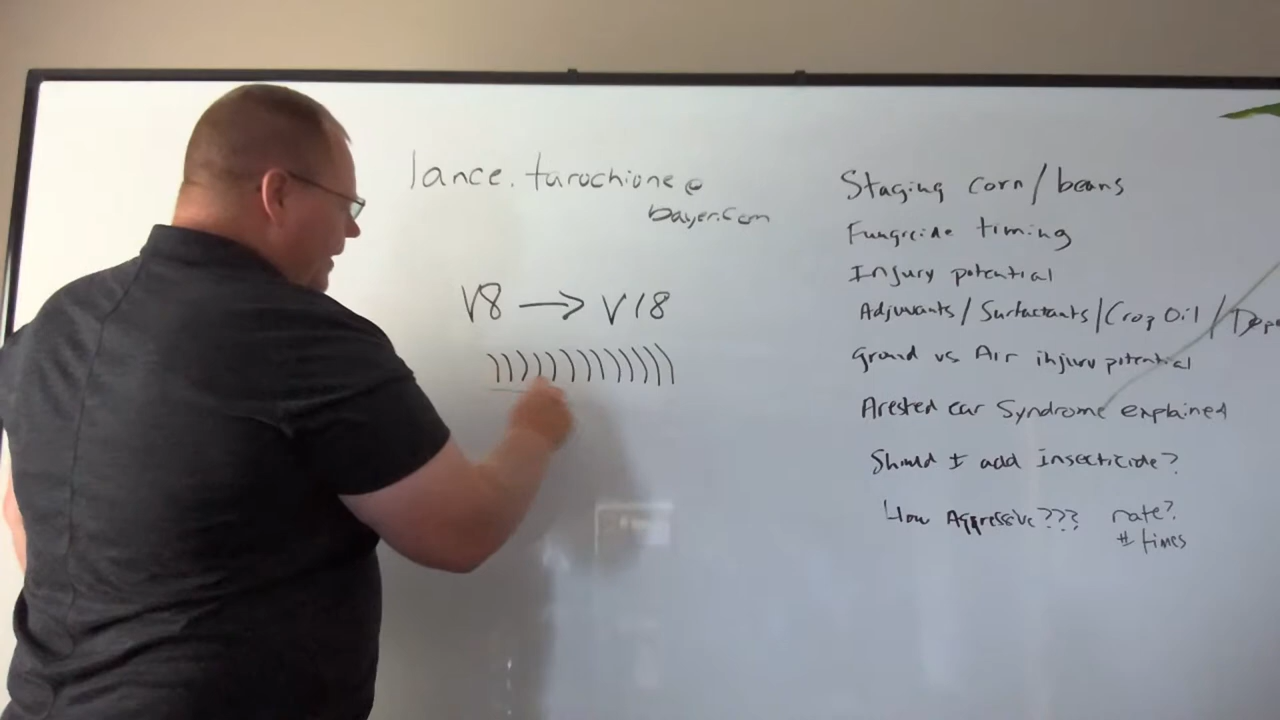 lance.tarochione@
bayer.com
V8 → V18
))))))))))))
Staging corn/beans
Fungicide timing
Injury potential
Adjuvants/Surfactants/Crop Oil/
Ground vs Air injury potential
Arested ear Syndrome explained
Should I add insecticide?
How Aggressive??? rate?
# times